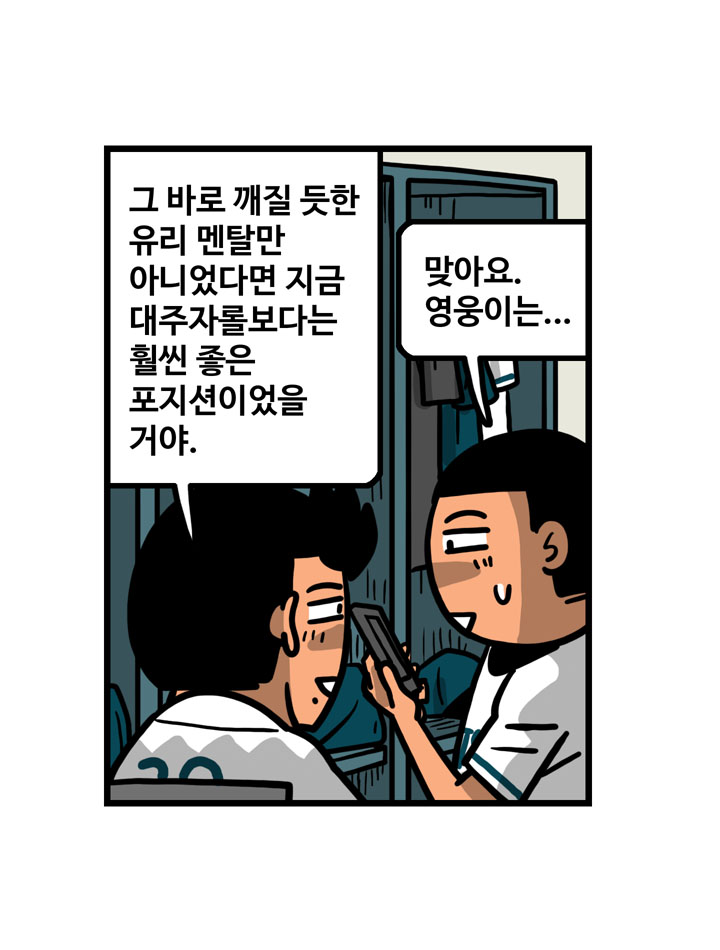 그 바로 깨질 듯한
유리 멘탈만
아니었다면 지금
대주자롤보다는
훨씬 좋은
포지션이었을
거야.
맞아요.
영웅이는...